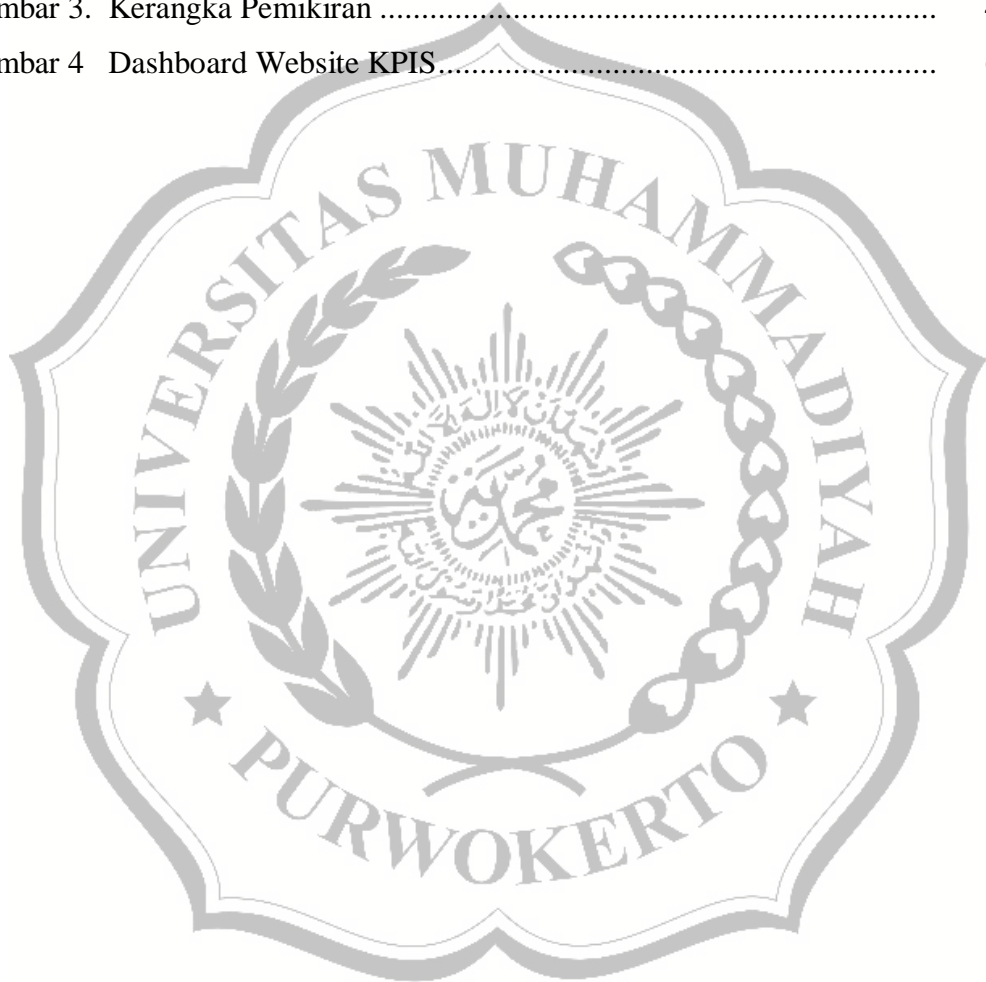 mbar 3. Kerangka Pemikiran ....................................................................
mbar 4 Dashboard Website KPIS.............................................................
UNIVERSITAS MUHAMMADIYAH
PURWOKERTO